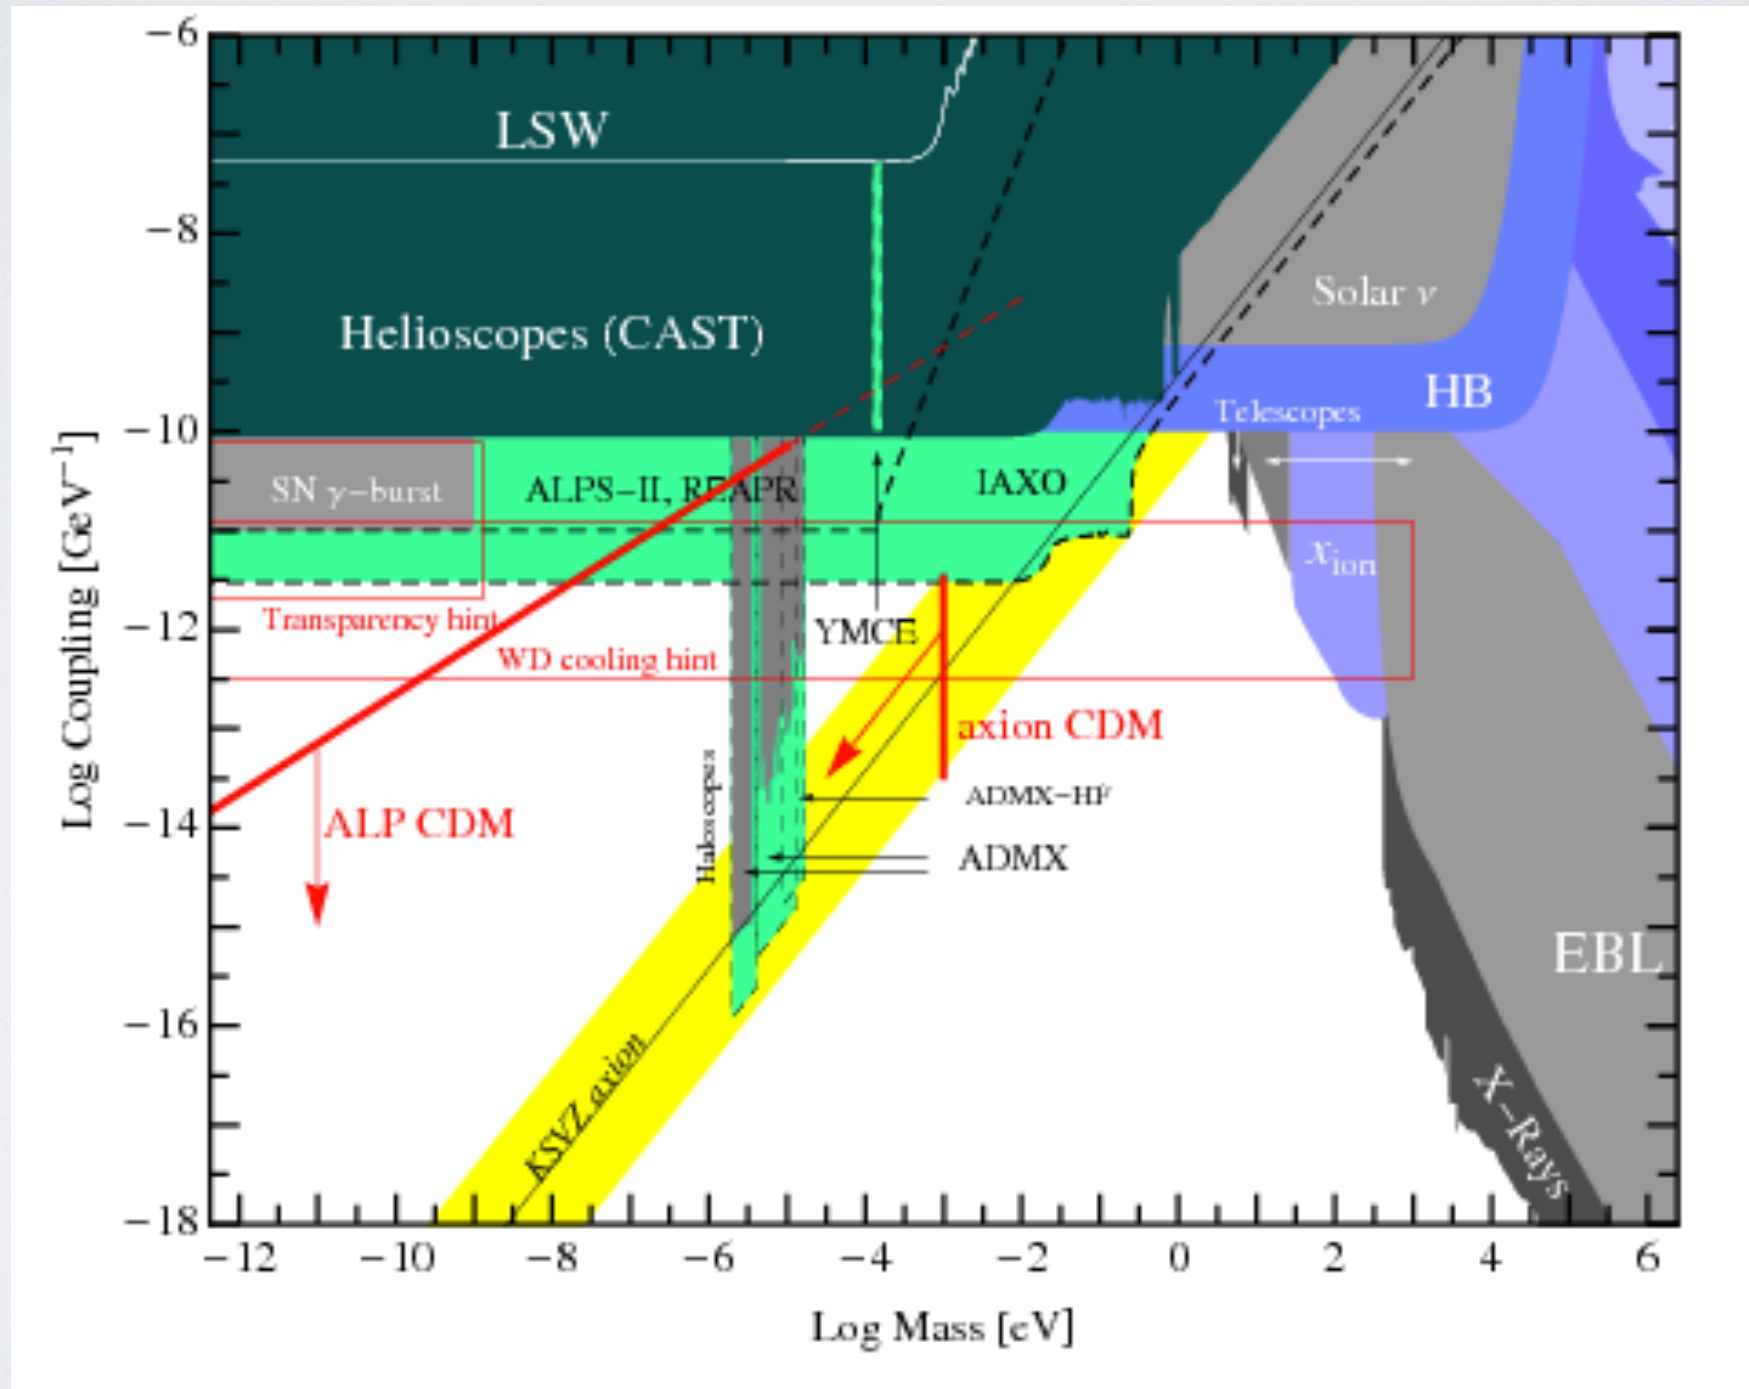 −6
LSW
−8
Solar ν
Helioscopes (CAST)
HB
Telescopes
−10
SN γ−burst
ALPS−II, REAPR
IAXO
x_ion
Transparency hint
−12
YMCE
WD cooling hint
axion CDM
Haloscopes
ADMX−HF
−14
ALP CDM
ADMX
EBL
−16
KSVZ axion
X−Rays
−18
−12 −10 −8 −6 −4 −2 0 2 4 6
Log Mass [eV]
Log Coupling [GeV⁻¹]